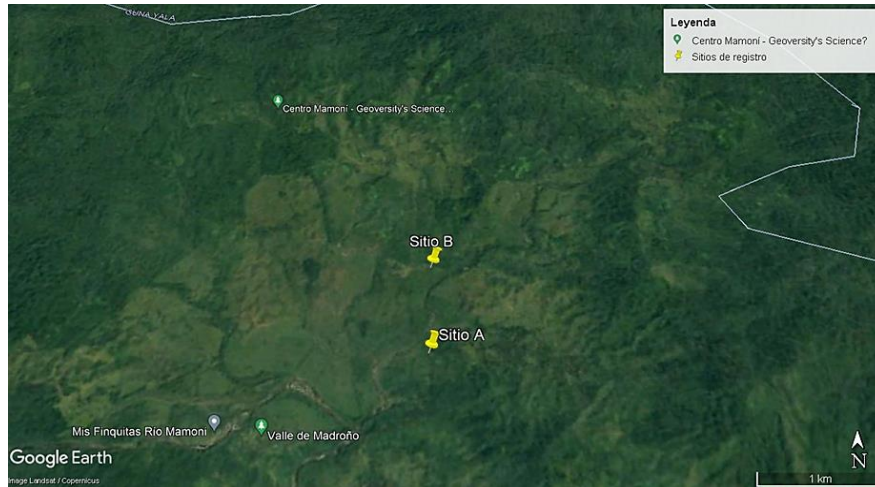 GUNA YALA
Leyenda
Centro Mamoní - Geoversity's Science?
Sitios de registro
Centro Mamoní - Geoversity's Science...
Sitio B
Sitio A
Mis Finquitas Río Mamoni
Valle de Madroño
Google Earth
Image Landsat / Copernicus
N
1 km